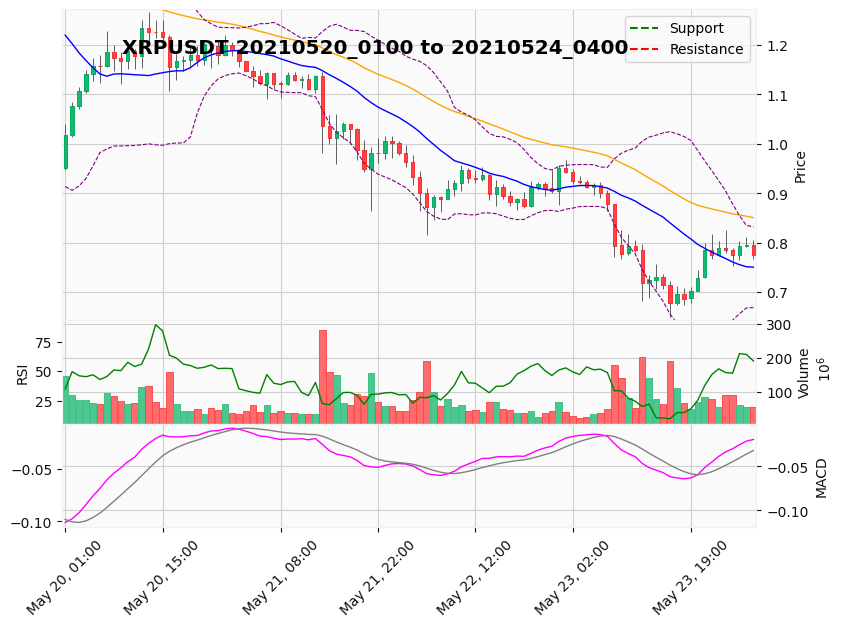 XRPUSDT 20210520_0100 to 20210524_0400
Support
Resistance
1.2
1.1
1.0
0.9
0.8
0.7
Price
75
50
25
RSI
300
200
100
Volume
10^6
−0.05
−0.10
−0.05
−0.10
MACD
May 20, 01:00
May 20, 15:00
May 21, 08:00
May 21, 22:00
May 22, 12:00
May 23, 02:00
May 23, 19:00